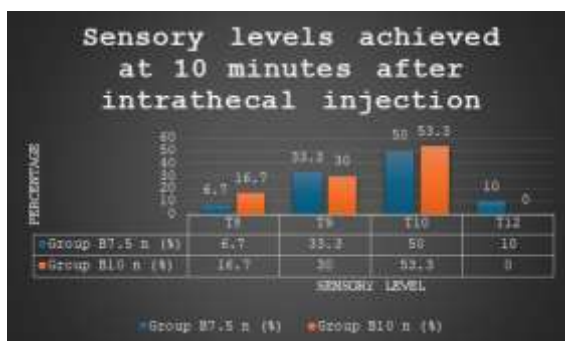 Sensory levels achieved
at 10 minutes after
intrathecal injection
PERCENTAGE
60
50
40
30
20
10
0
6.7 16.7
33.3 30
50 53.3
10 0
T8 T9 T10 T12
Group B7.5 n (%) 6.7 33.3 50 10
Group B10 n (%) 16.7 30 53.3 0
SENSORY LEVEL
Group B7.5 n (%) Group B10 n (%)